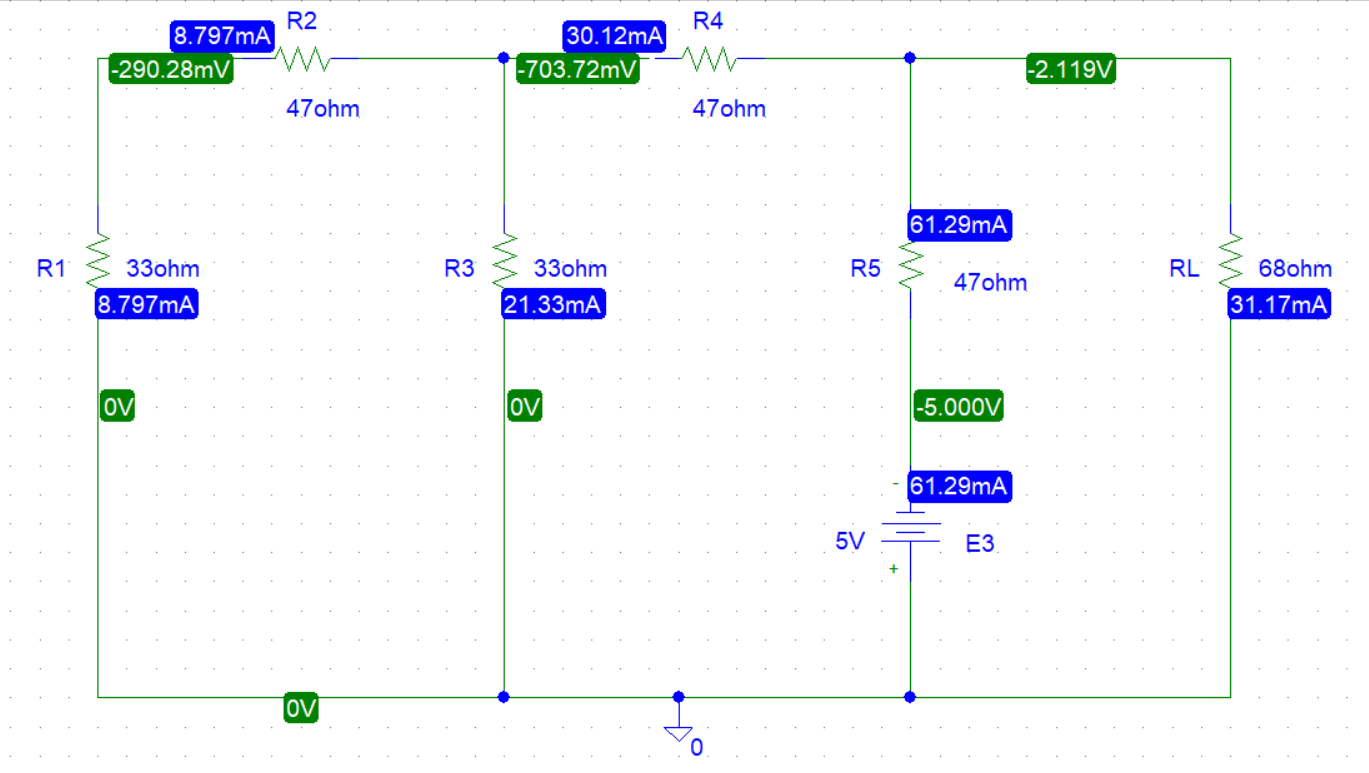 R2
R4
8.797mA
30.12mA
-290.28mV
-703.72mV
-2.119V
47ohm
47ohm
61.29mA
R1
33ohm
R3
33ohm
R5
47ohm
RL
68ohm
8.797mA
21.33mA
31.17mA
0V
0V
-5.000V
-
61.29mA
5V
E3
+
0V
0